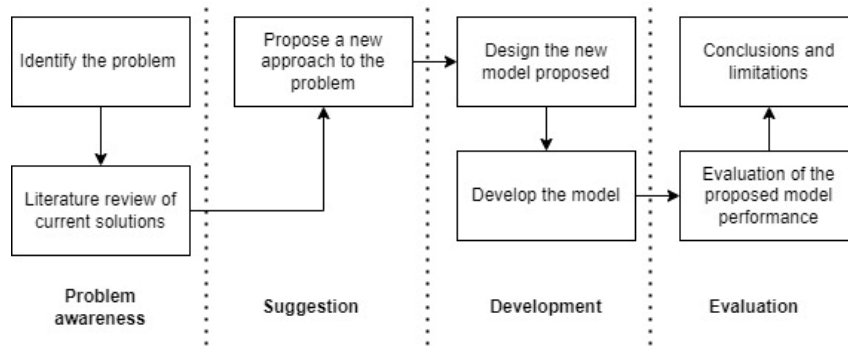 Identify the problem
Literature review of
current solutions
Problem
awareness
Propose a new
approach to the
problem
Suggestion
Design the new
model proposed
Develop the model
Development
Conclusions and
limitations
Evaluation of the
proposed model
performance
Evaluation